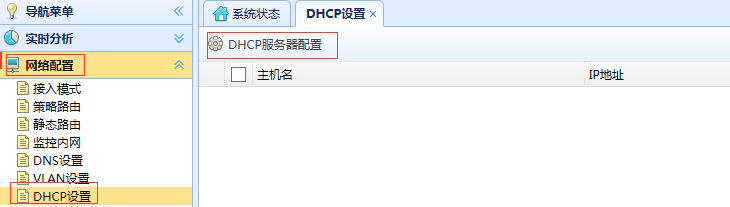 导航菜单
实时分析
网络配置
接入模式
策略路由
静态路由
监控内网
DNS设置
VLAN设置
DHCP设置
系统状态
DHCP设置
DHCP服务器配置
主机名
IP地址